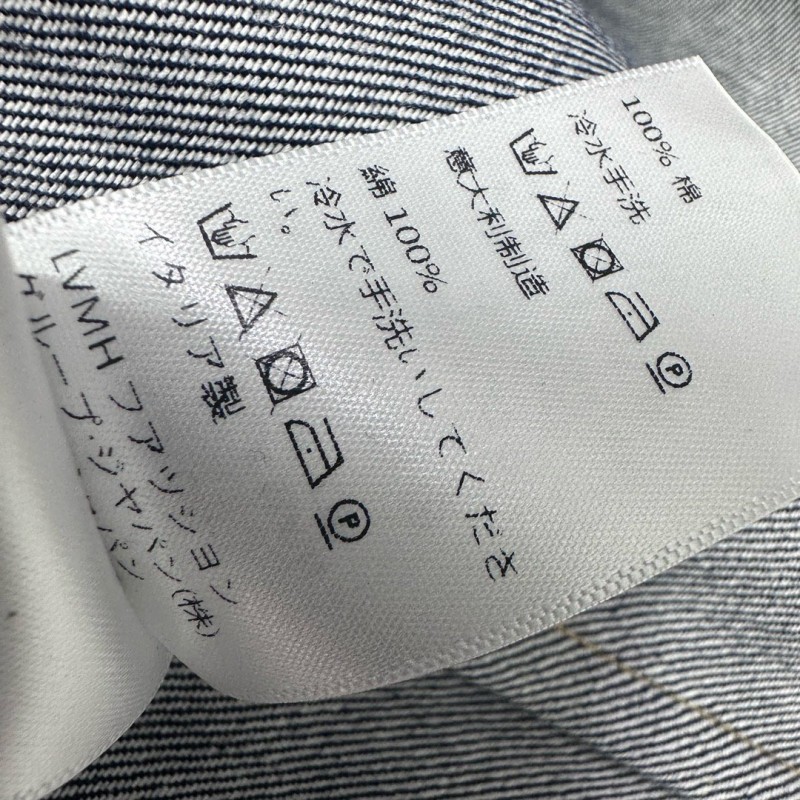 100% 棉
冷水手洗
P
意大利制造
綿 100%
冷水で手洗いしてくださ
い。
P
イタリア製
LVMH ファッション
グループ・ジャパン(株)
パン